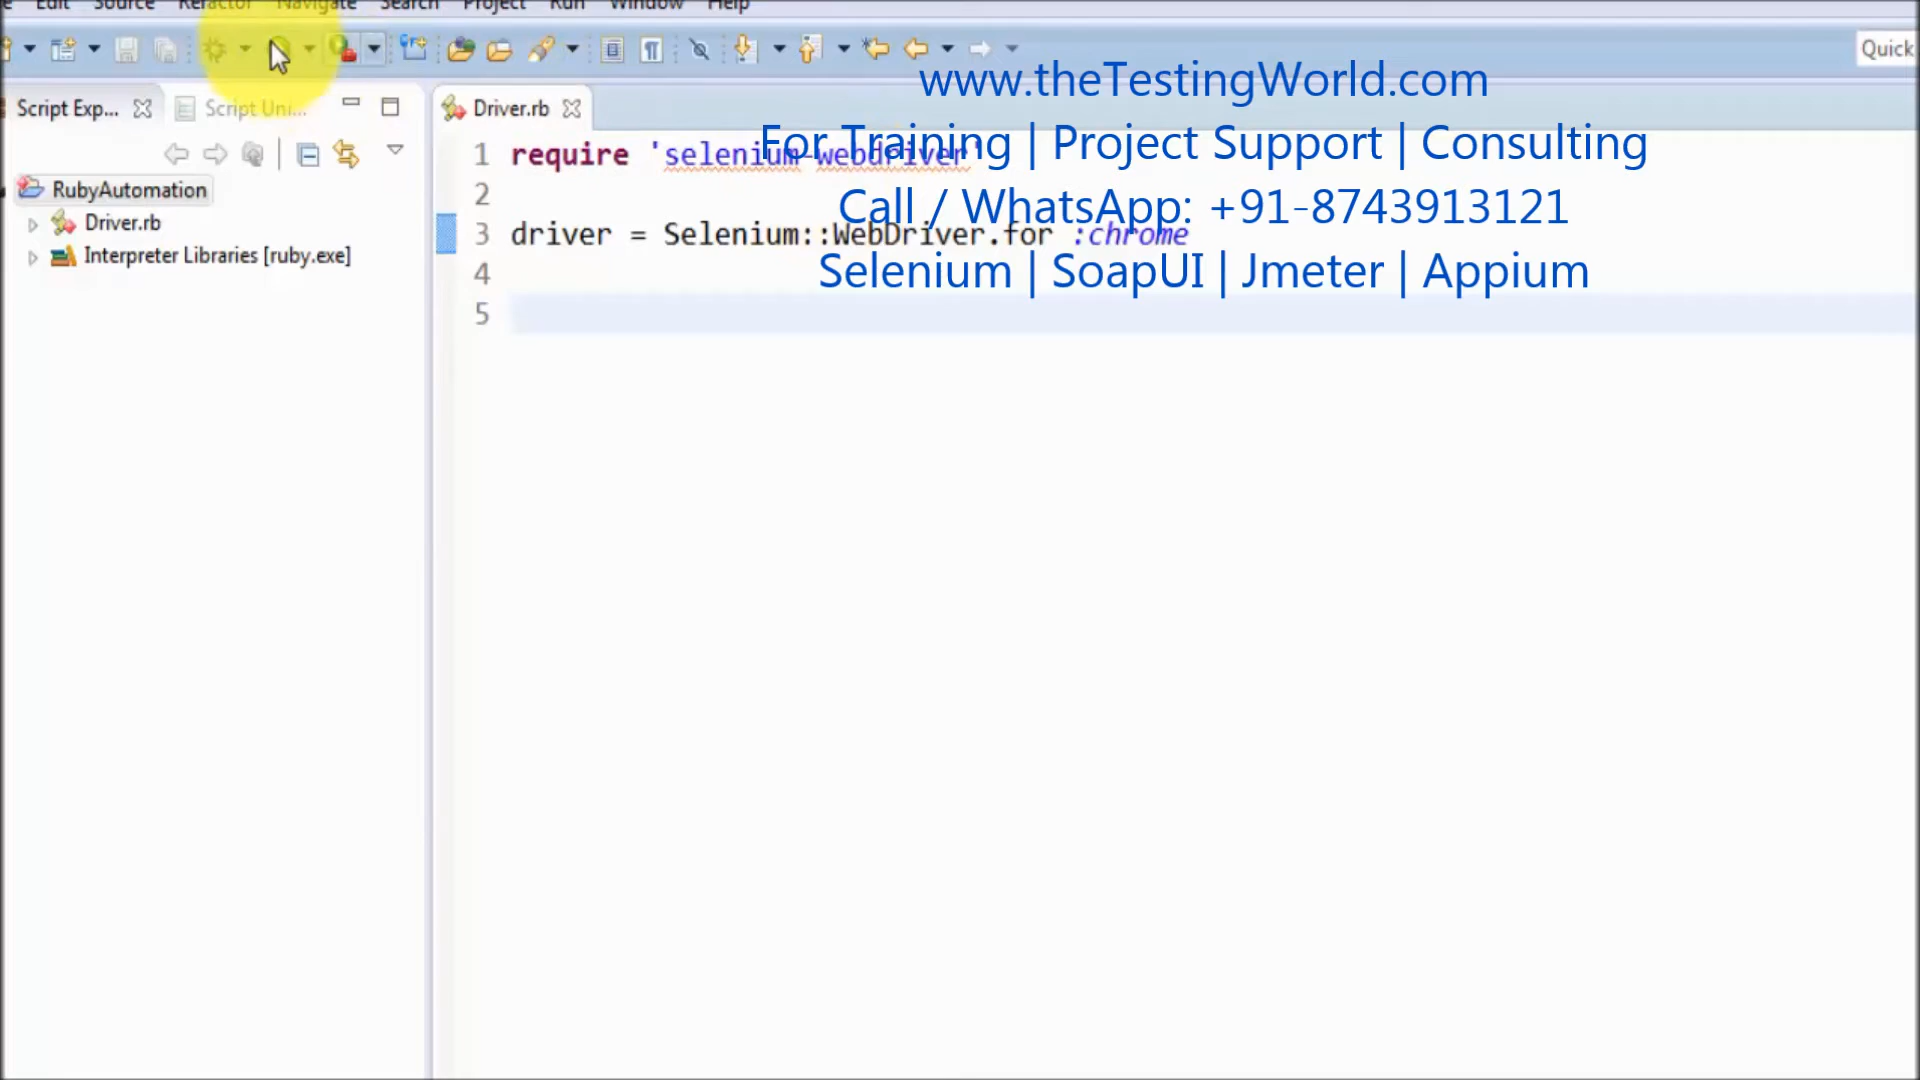 Edit Source Refactor Navigate Search Project Run Window Help
Quick
www.theTestingWorld.com
For Training | Project Support | Consulting
Call / WhatsApp: +91-8743913121
Selenium | SoapUI | Jmeter | Appium
Script Exp...
Script Uni...
RubyAutomation
Driver.rb
Interpreter Libraries [ruby.exe]
Driver.rb
1 require 'selenium-webdriver'
2
3 driver = Selenium::WebDriver.for :chrome
4
5